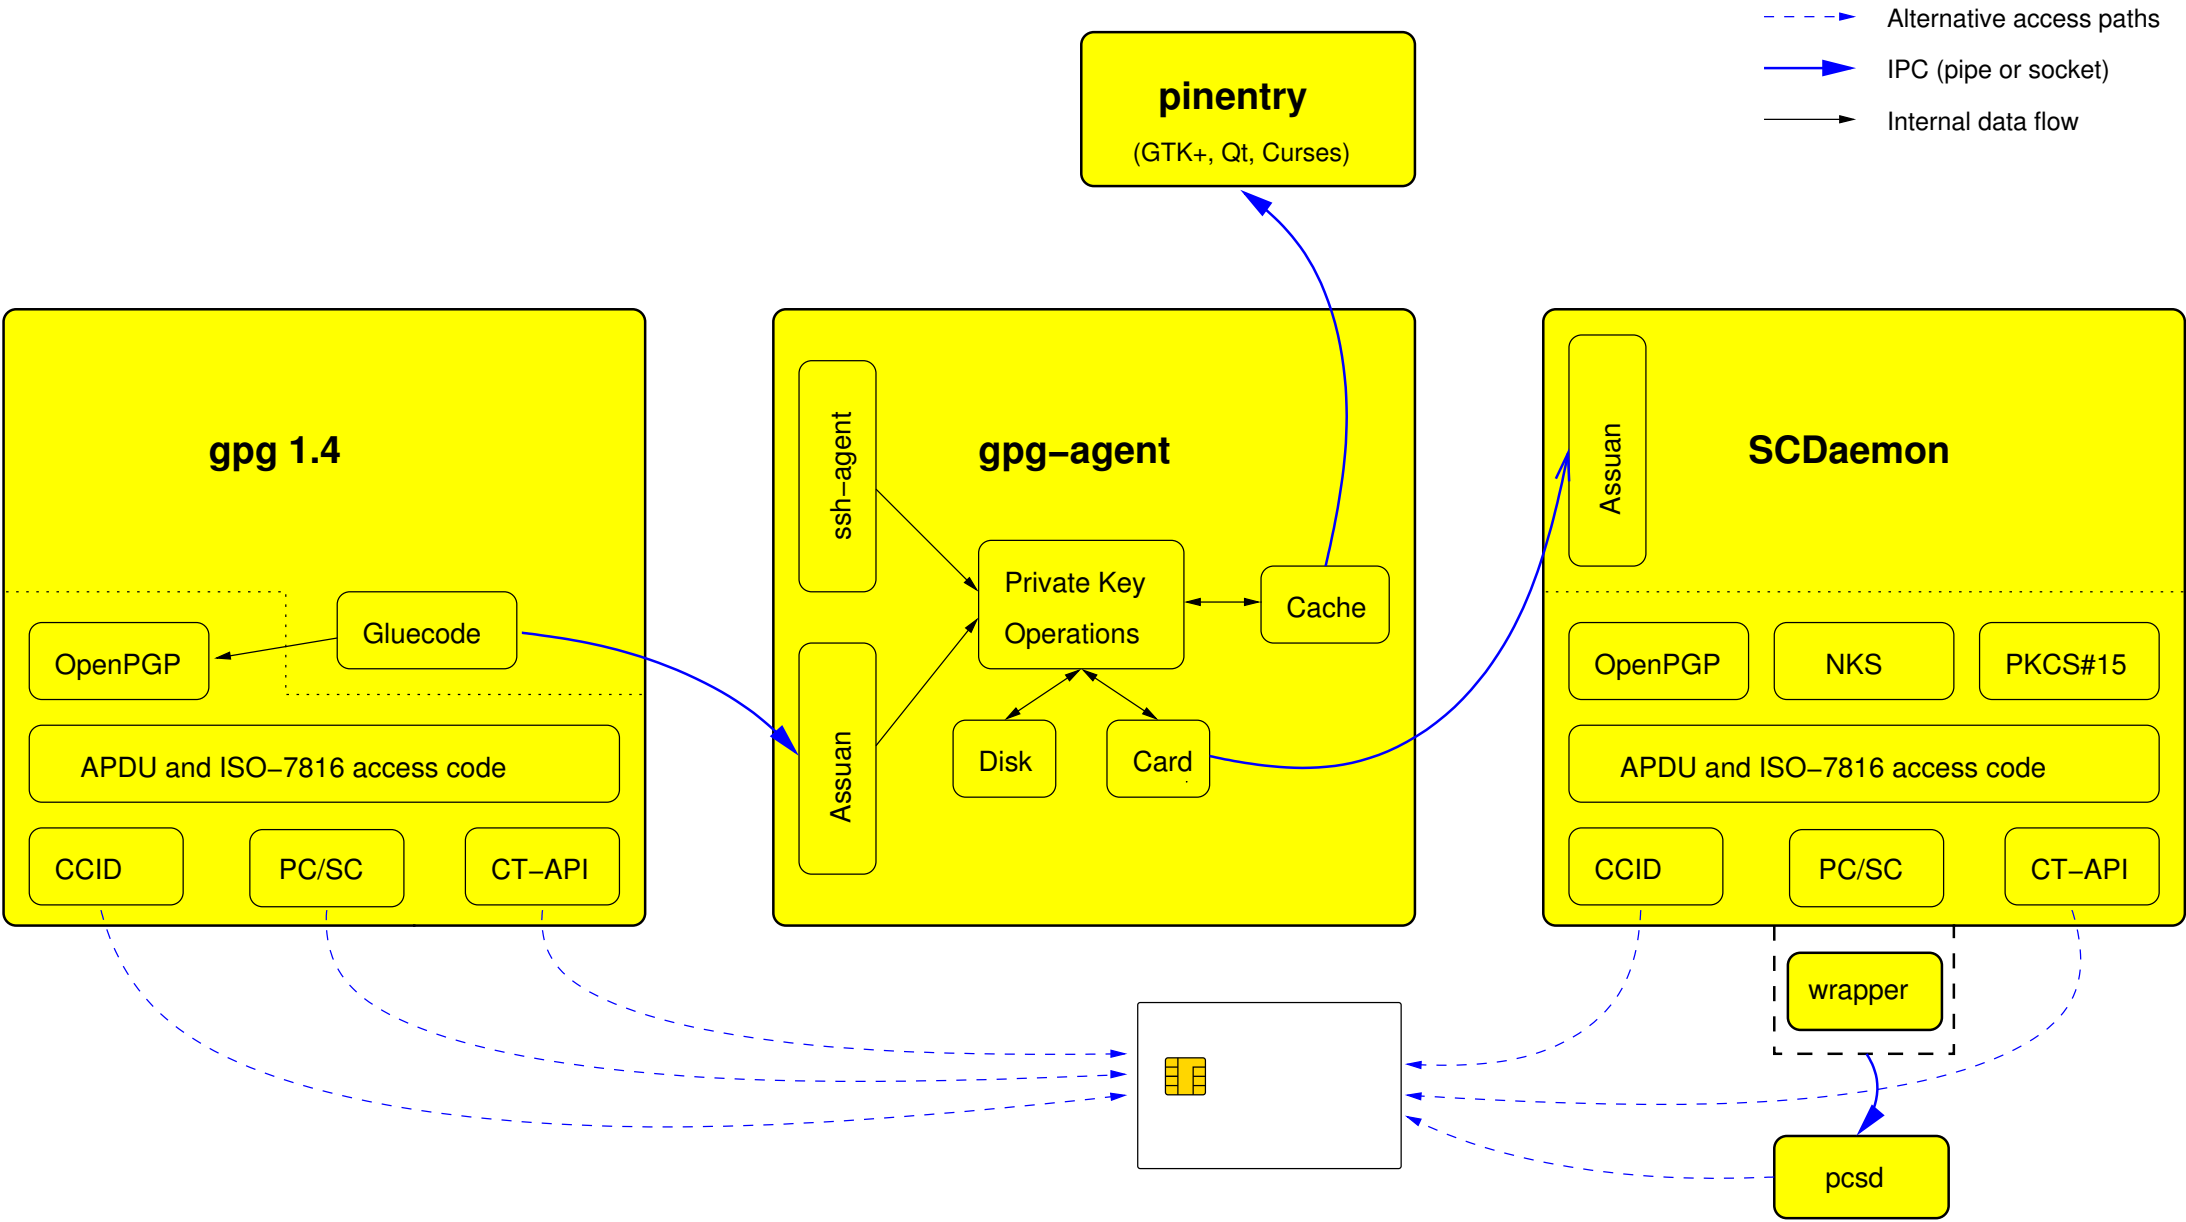 Alternative access paths
IPC (pipe or socket)
Internal data flow
pinentry
(GTK+, Qt, Curses)
gpg 1.4
Gluecode
OpenPGP
APDU and ISO−7816 access code
CCID
PC/SC
CT−API
gpg−agent
ssh−agent
Assuan
Private Key
Operations
Cache
Disk
Card
SCDaemon
Assuan
OpenPGP
NKS
PKCS#15
APDU and ISO−7816 access code
CCID
PC/SC
CT−API
wrapper
pcsd